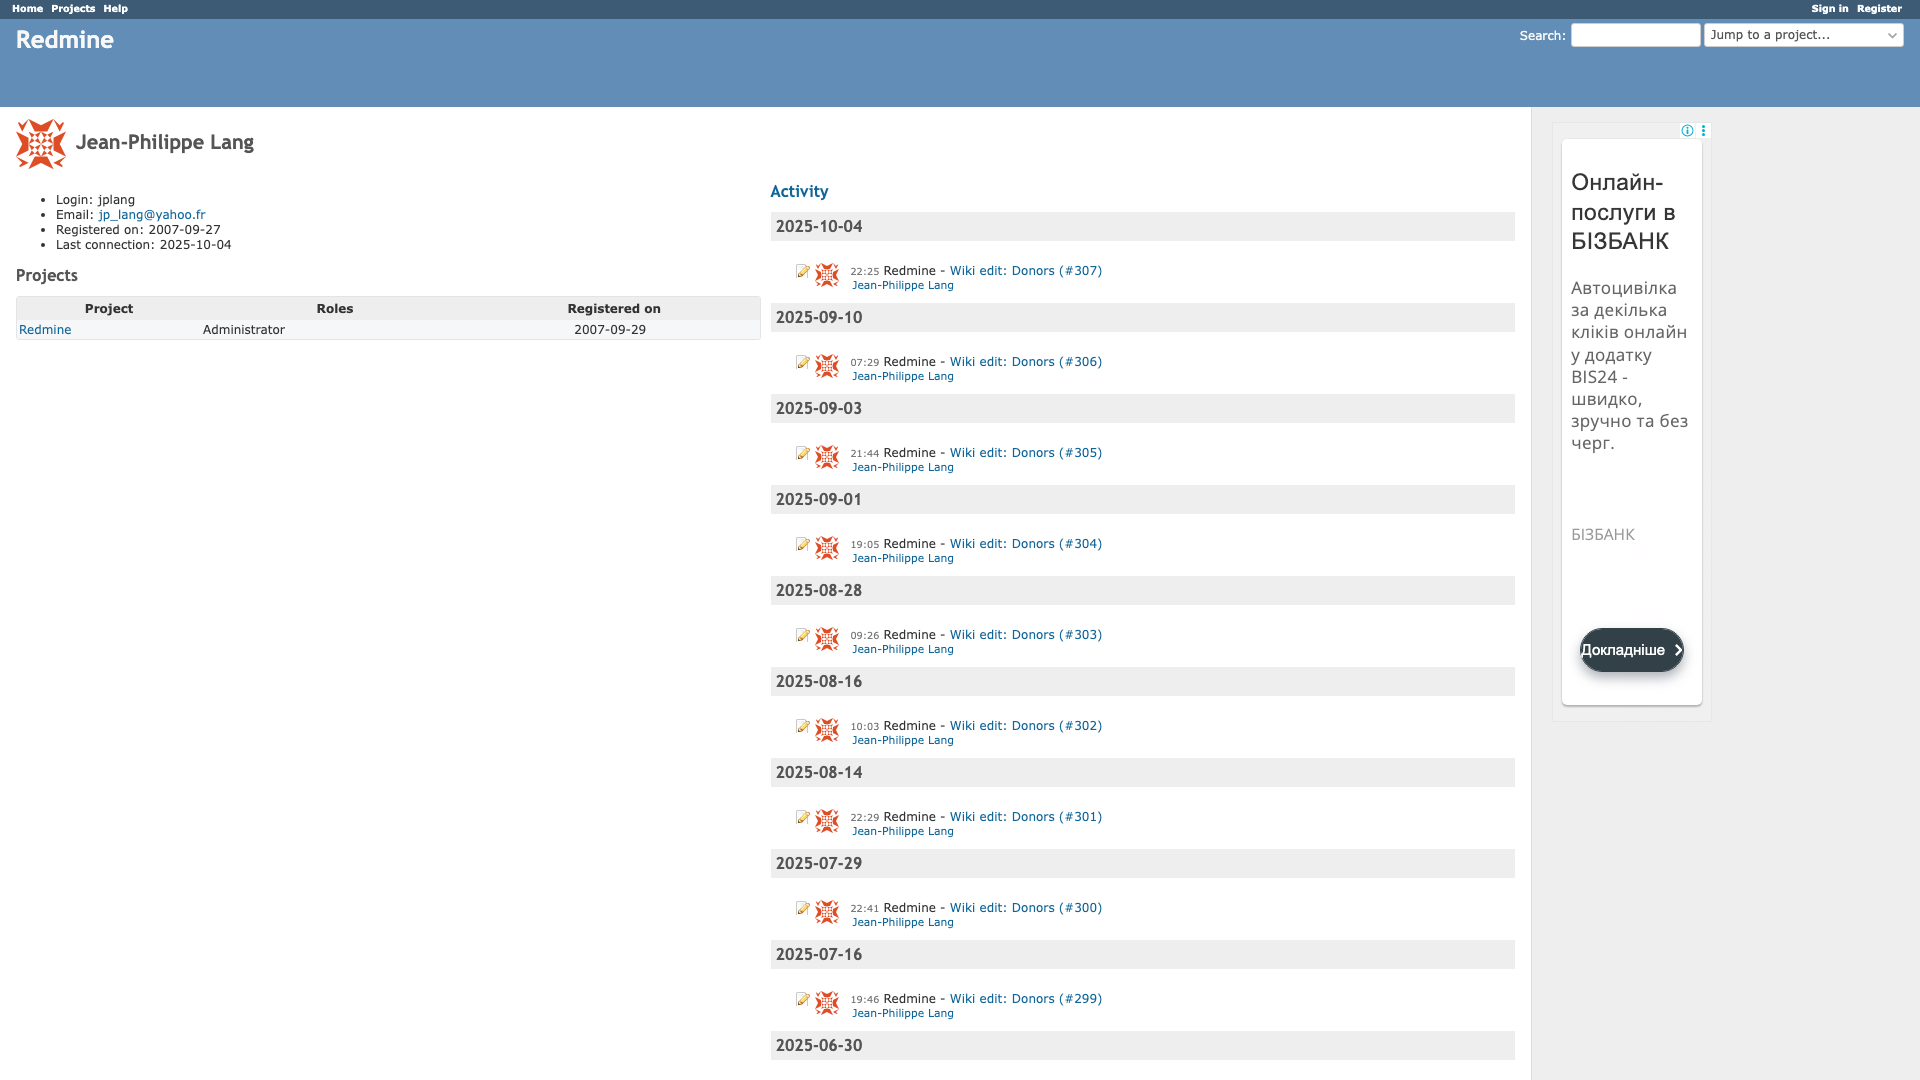 Home Projects Help
Sign in Register
Redmine
Search: Jump to a project...
Jean-Philippe Lang
Login: jplang
Email: jp_lang@yahoo.fr
Registered on: 2007-09-27
Last connection: 2025-10-04
Projects
Project Roles Registered on
Redmine Administrator 2007-09-29
Activity
2025-10-04
22:25 Redmine - Wiki edit: Donors (#307)
Jean-Philippe Lang
2025-09-10
07:29 Redmine - Wiki edit: Donors (#306)
Jean-Philippe Lang
2025-09-03
21:44 Redmine - Wiki edit: Donors (#305)
Jean-Philippe Lang
2025-09-01
19:05 Redmine - Wiki edit: Donors (#304)
Jean-Philippe Lang
2025-08-28
09:26 Redmine - Wiki edit: Donors (#303)
Jean-Philippe Lang
2025-08-16
10:03 Redmine - Wiki edit: Donors (#302)
Jean-Philippe Lang
2025-08-14
22:29 Redmine - Wiki edit: Donors (#301)
Jean-Philippe Lang
2025-07-29
22:41 Redmine - Wiki edit: Donors (#300)
Jean-Philippe Lang
2025-07-16
19:46 Redmine - Wiki edit: Donors (#299)
Jean-Philippe Lang
2025-06-30
Онлайн-
послуги в
БІЗБАНК
Автоцивілка
за декілька
кліків онлайн
у додатку
BIS24 -
швидко,
зручно та без
черг.
БІЗБАНК
Докладніше